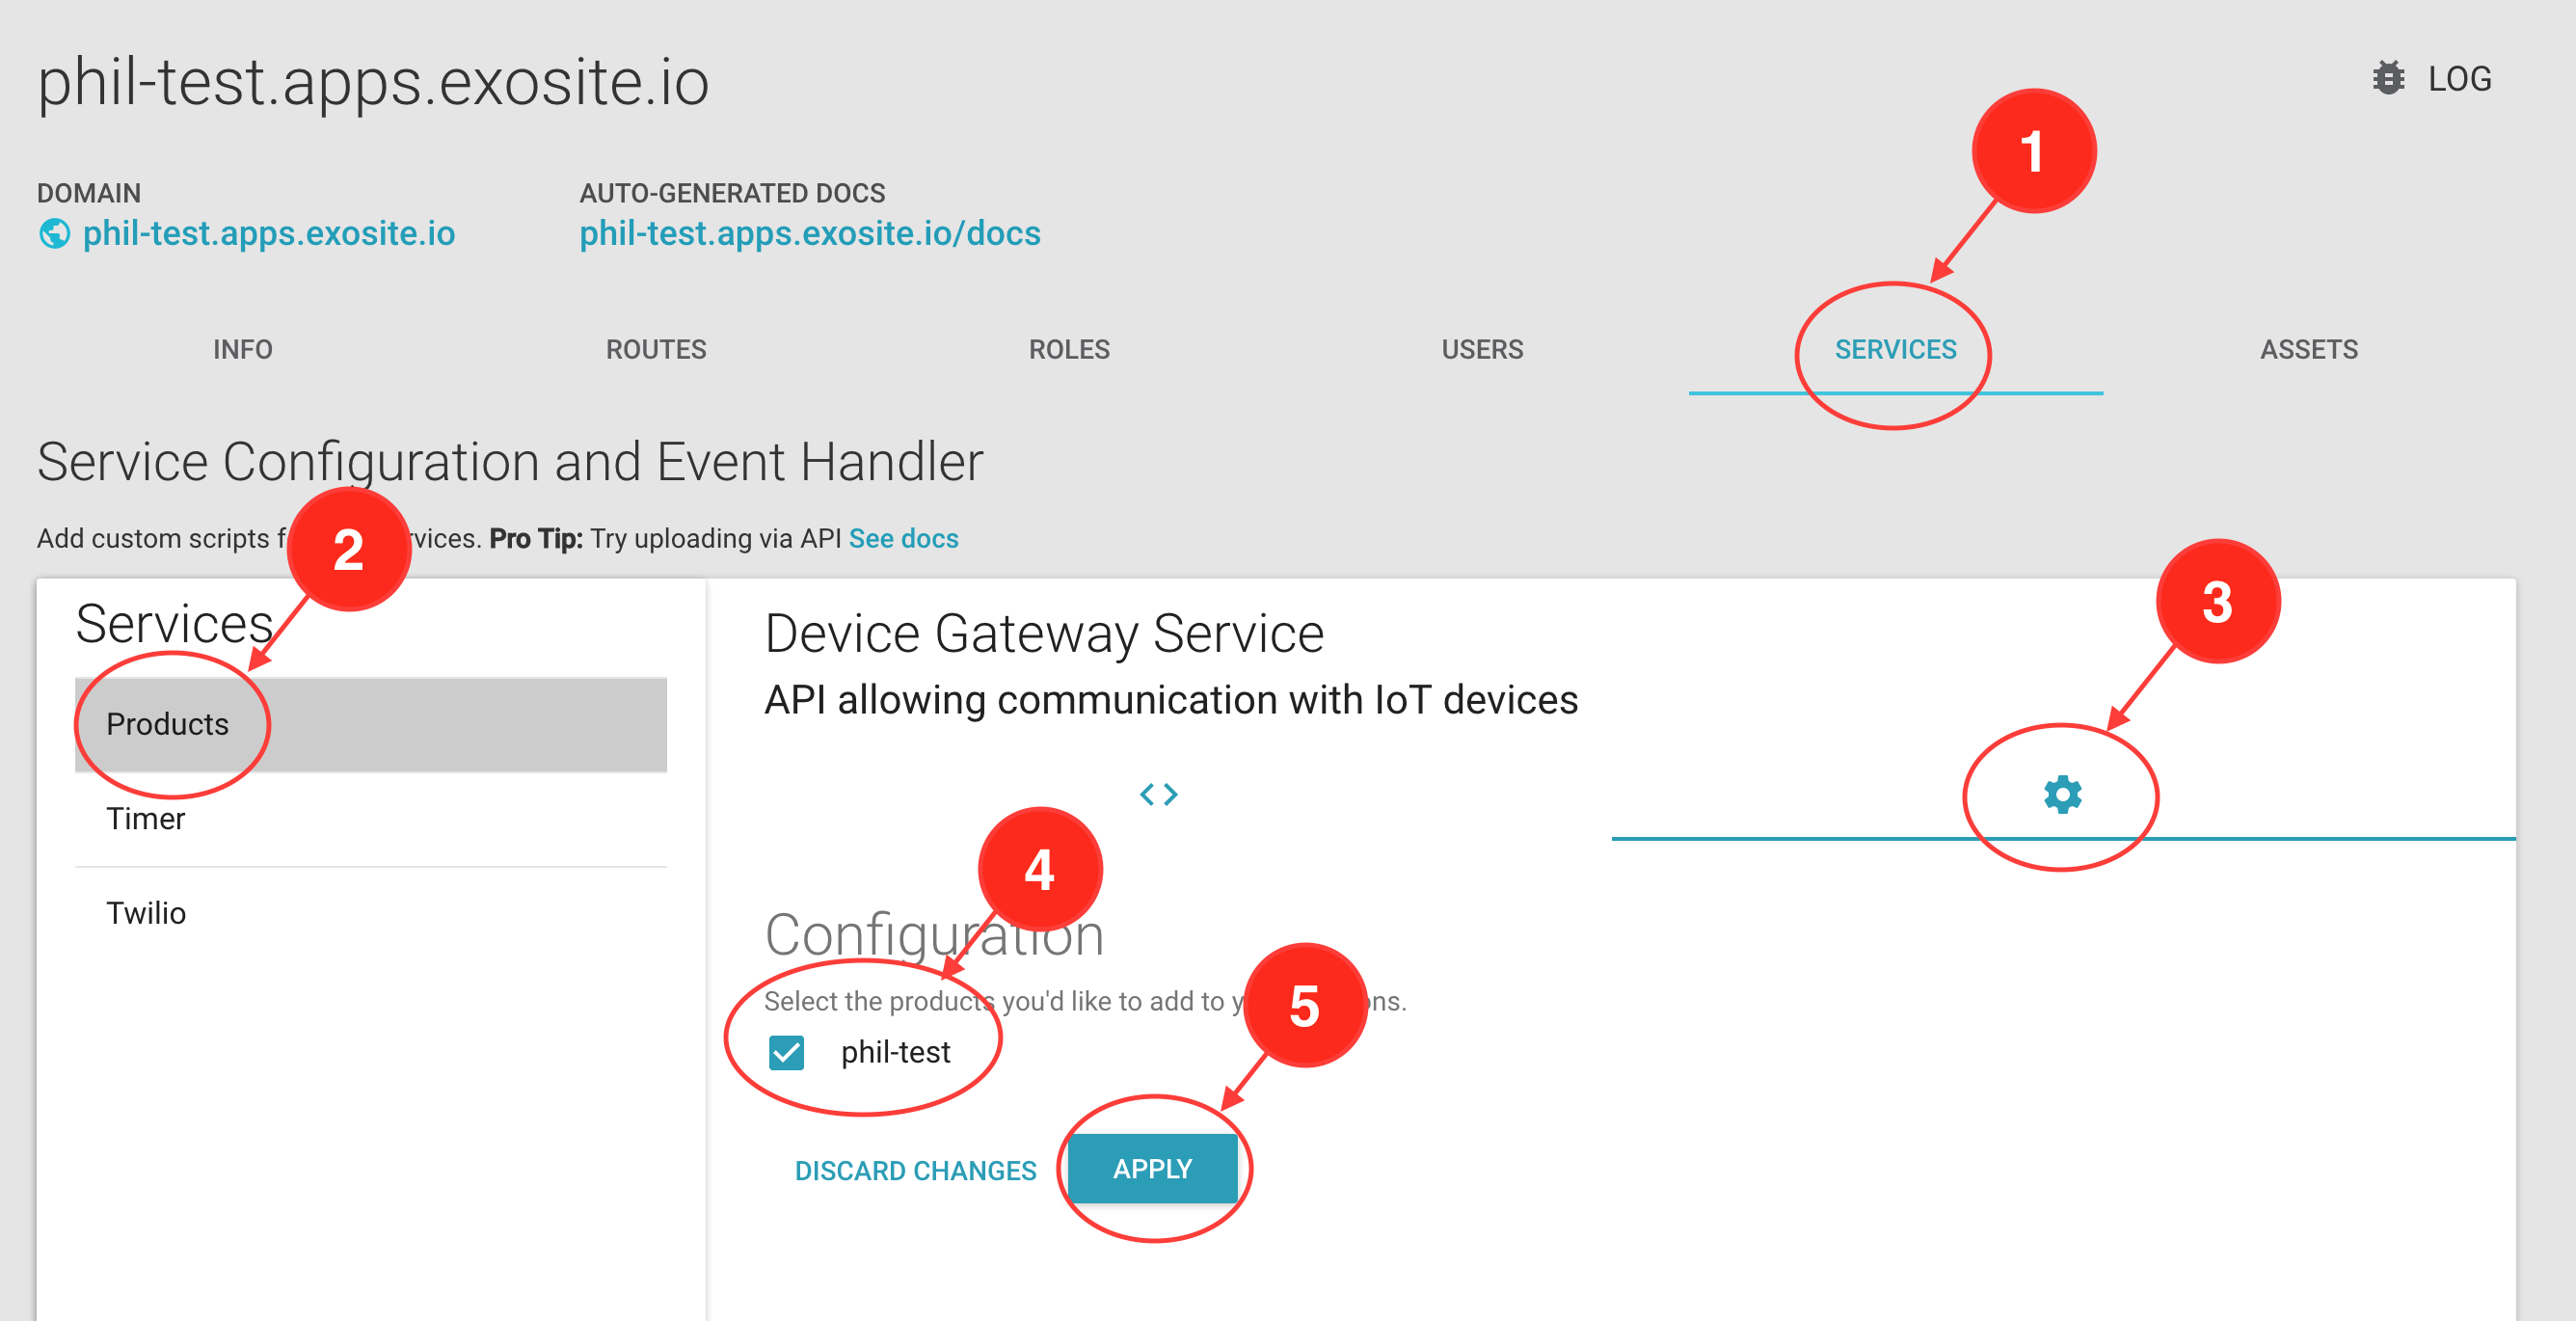 phil-test.apps.exosite.io
LOG
1
DOMAIN
AUTO-GENERATED DOCS
phil-test.apps.exosite.io
phil-test.apps.exosite.io/docs
INFO
ROUTES
ROLES
USERS
SERVICES
ASSETS
Service Configuration and Event Handler
Add custom scripts vices. Pro Tip: Try uploading via API See docs
2
3
Services
Products
Timer
Twilio
Device Gateway Service
API allowing communication with IoT devices
< >
4
Configuration
Select the products you'd like to add to
5
phil-test
DISCARD CHANGES
APPLY